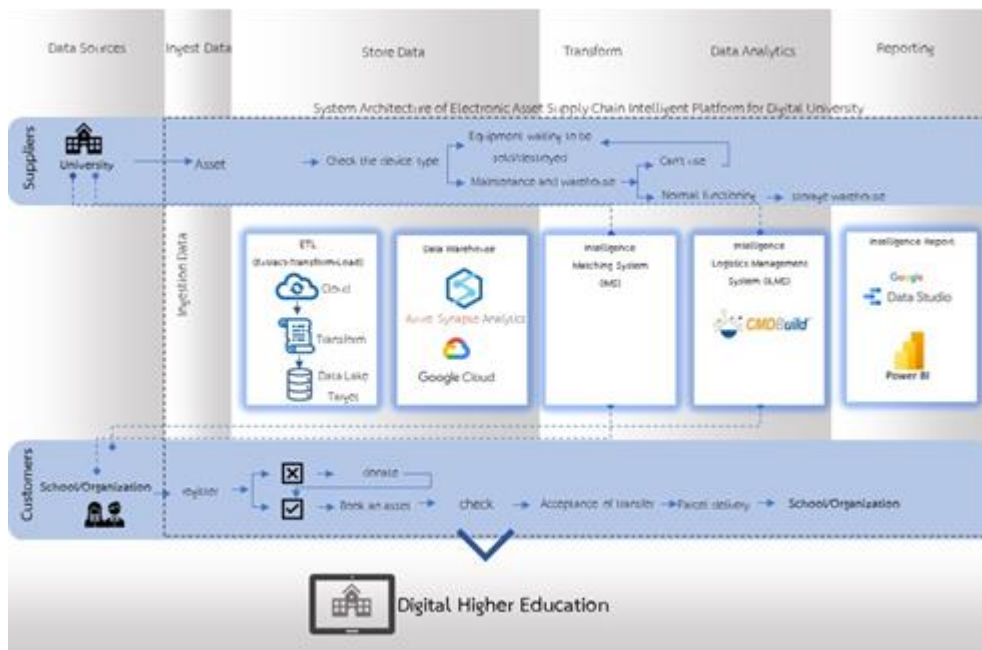 Data Sources
Ingest Data
Store Data
Transform
Data Analytics
Reporting
System Architecture of Electronic Asset Supply Chain Intelligent Platform for Digital University
Suppliers
University
Asset
Check the device type
Equipment waiting to be
sold/destroyed
Maintenance and warehouse
Can't use
Normal functioning
storage warehouse
Ingestion Data
ETL
(Extract-Transform-Load)
Cloud
Transform
Data Lake
Target
Data Warehouse
Azure Synapse Analytics
Google Cloud
Intelligence
Matching System
(IMS)
Intelligence
Logistics Management
System (ILMS)
CMDBuild
Intelligence Report
Google
Data Studio
Power BI
Customers
School/Organization
register
donate
Book an asset
check
Acceptance of transfer
Parcel delivery
School/Organization
Digital Higher Education